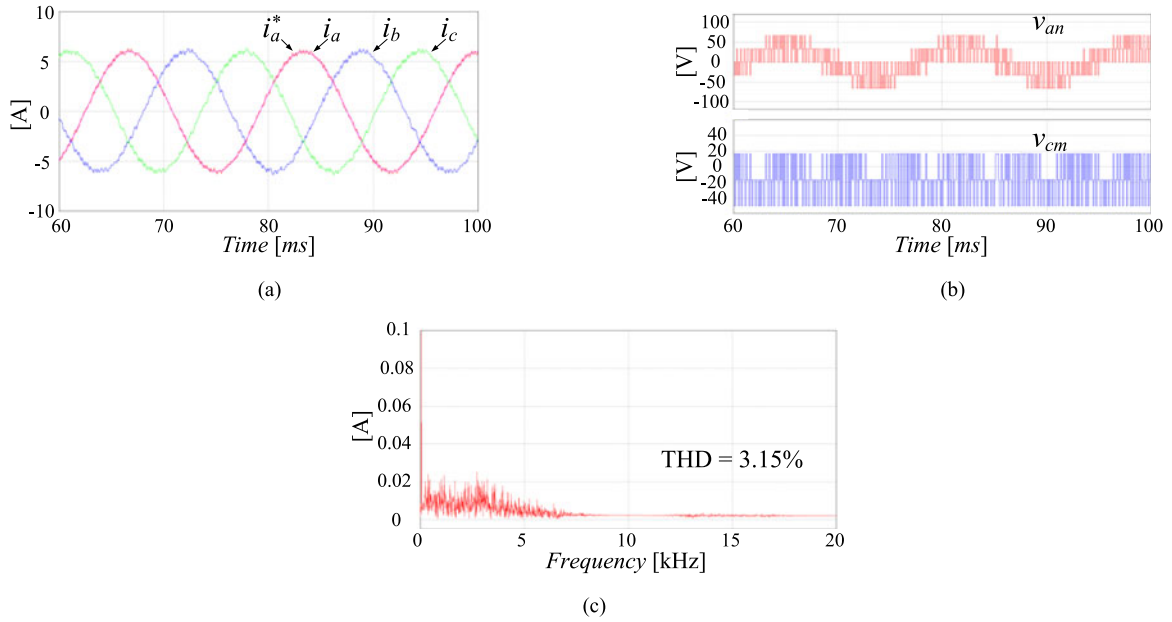 10
5
0
-5
-10
[A]
i*a ia ib ic
60 70 80 90 100
Time [ms]
(a)
100
50
0
-50
-100
[V]
van
40
20
0
-20
-40
[V]
vcm
60 70 80 90 100
Time [ms]
(b)
0.1
0.08
0.06
0.04
0.02
0
[A]
THD = 3.15%
0 5 10 15 20
Frequency [kHz]
(c)